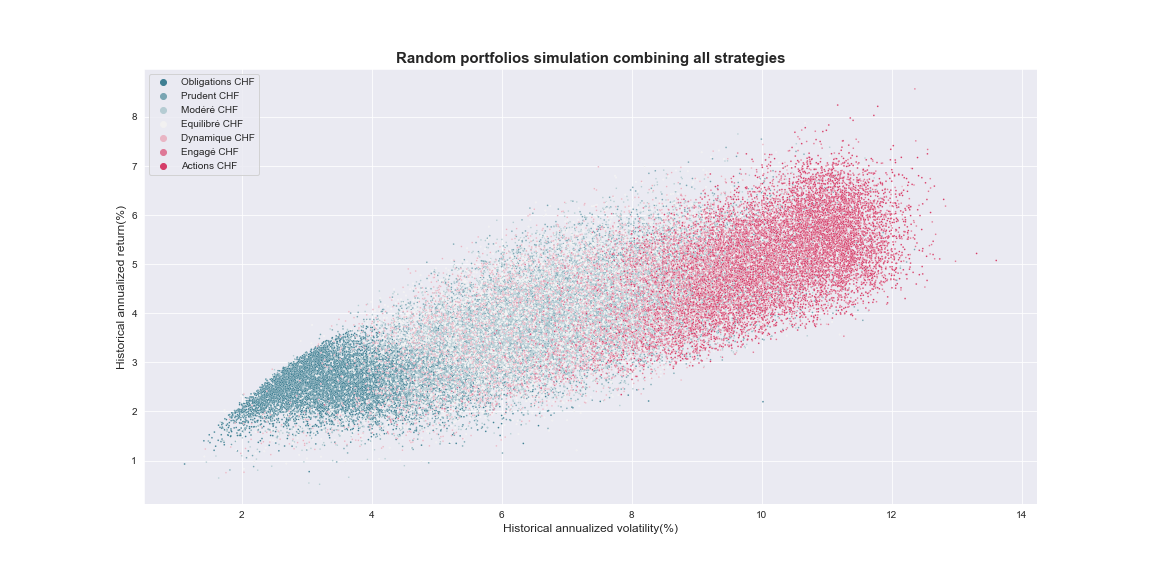 Random portfolios simulation combining all strategies
Obligations CHF
Prudent CHF
Modéré CHF
Equilibré CHF
Dynamique CHF
Engagé CHF
Actions CHF
Historical annualized return(%)
8
7
6
5
4
3
2
1
2
4
6
8
10
12
14
Historical annualized volatility(%)